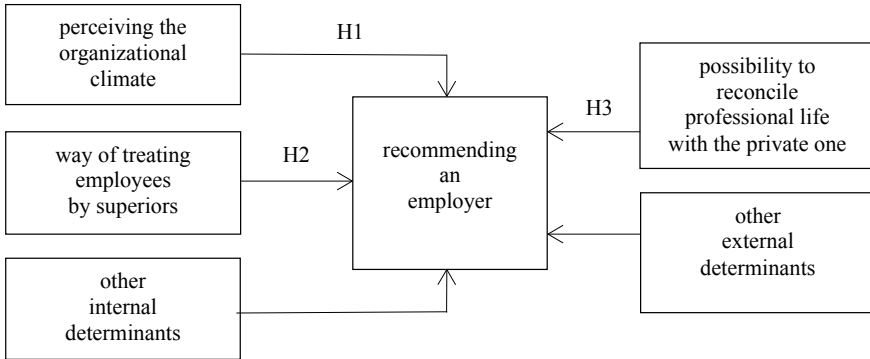 perceiving the
organizational
climate
H1
way of treating
employees
by superiors
H2
other
internal
determinants
recommending
an
employer
H3
possibility to
reconcile
professional life
with the private one
other
external
determinants